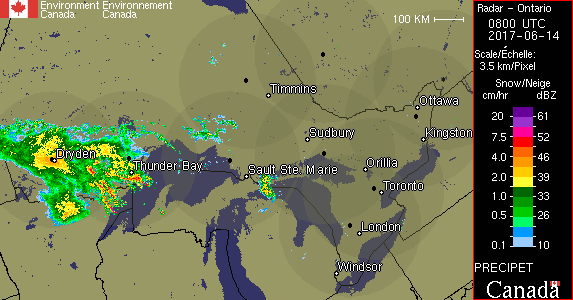 Environment Environnement
Canada Canada
100 KM
Timmins
Ottawa
Sudbury
Kingston
Dryden
Thunder Bay
Sault Ste. Marie
Orillia
Toronto
London
Windsor
Radar – Ontario
0800 UTC
2017-06-14
Scale/Échelle:
3.5 km/Pixel
Snow/Neige
cm/hr dBZ
20 61
7.5 52
4.0 46
2.0 39
1.0 33
0.5 26
0.1 10
PRECIPET
Canada